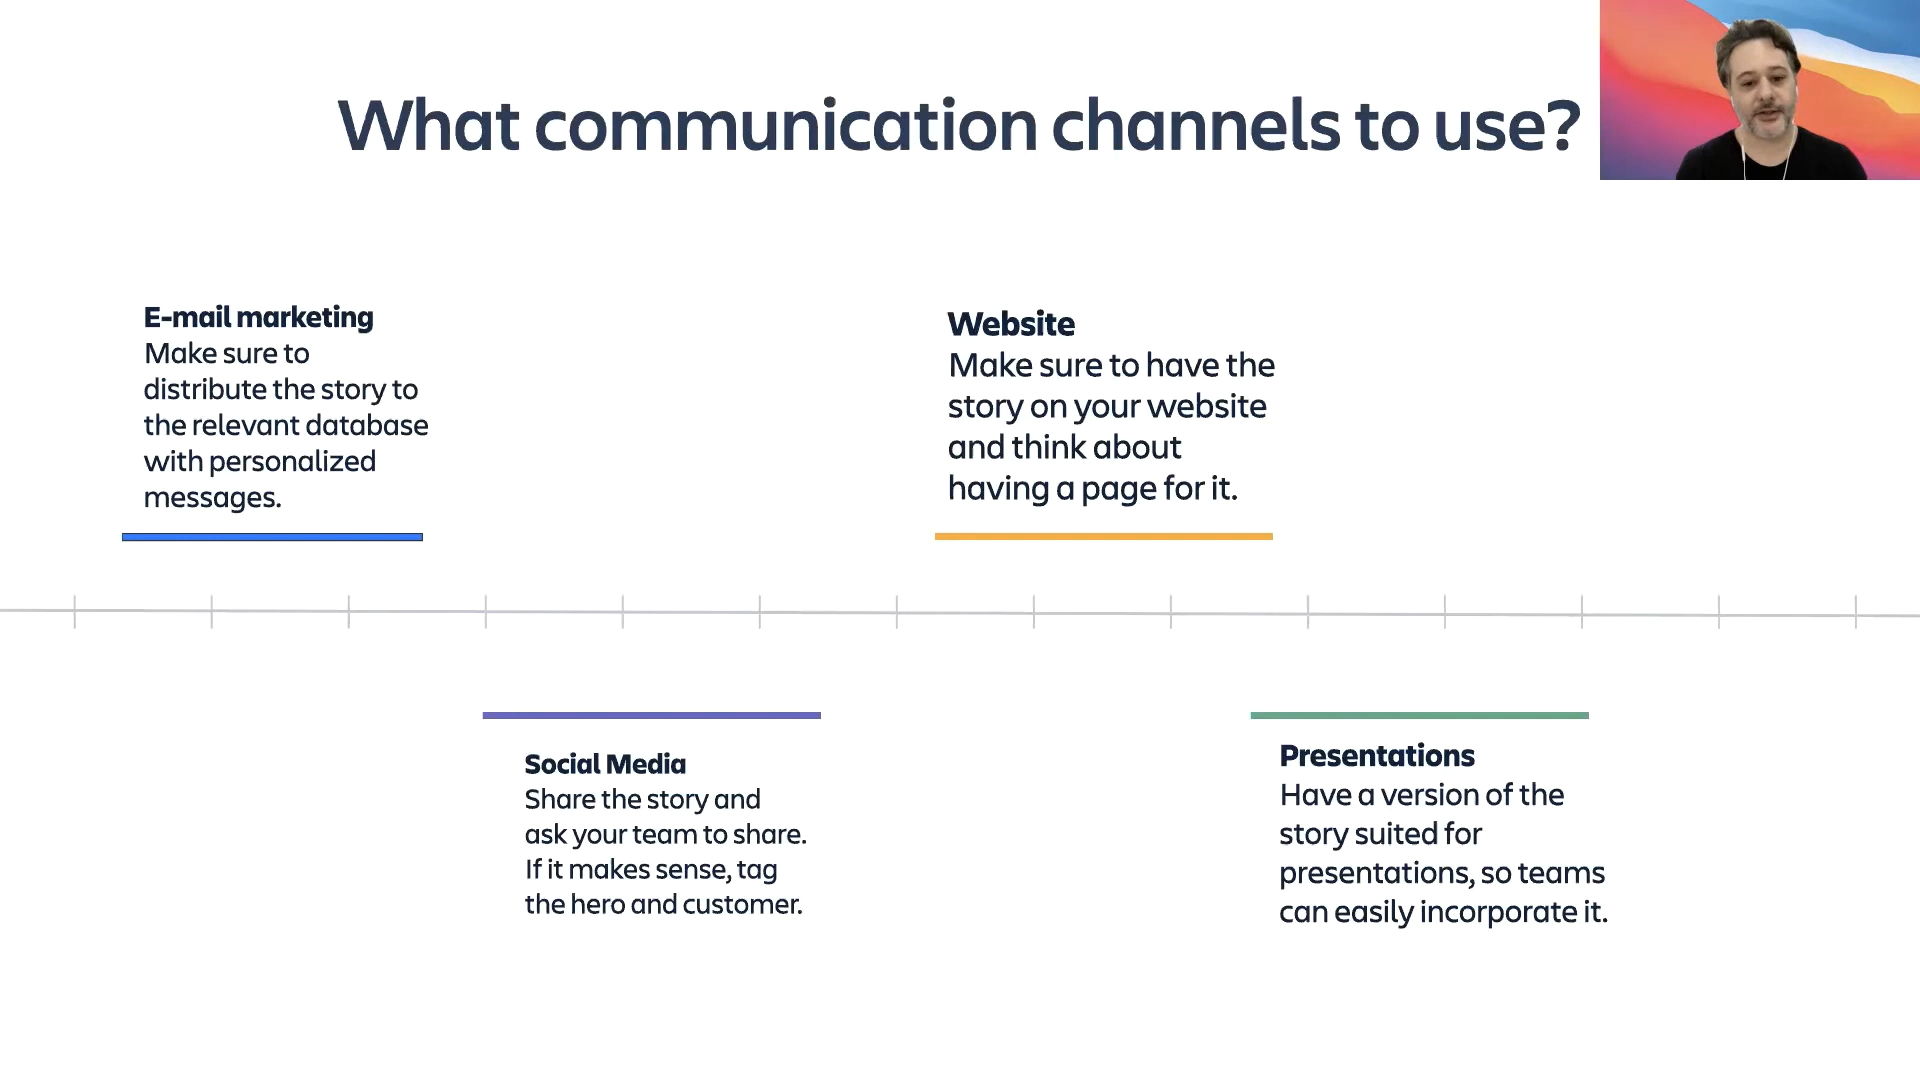 What communication channels to use?
E-mail marketing
Make sure to
distribute the story to
the relevant database
with personalized
messages.
Website
Make sure to have the
story on your website
and think about
having a page for it.
Social Media
Share the story and
ask your team to share.
If it makes sense, tag
the hero and customer.
Presentations
Have a version of the
story suited for
presentations, so teams
can easily incorporate it.